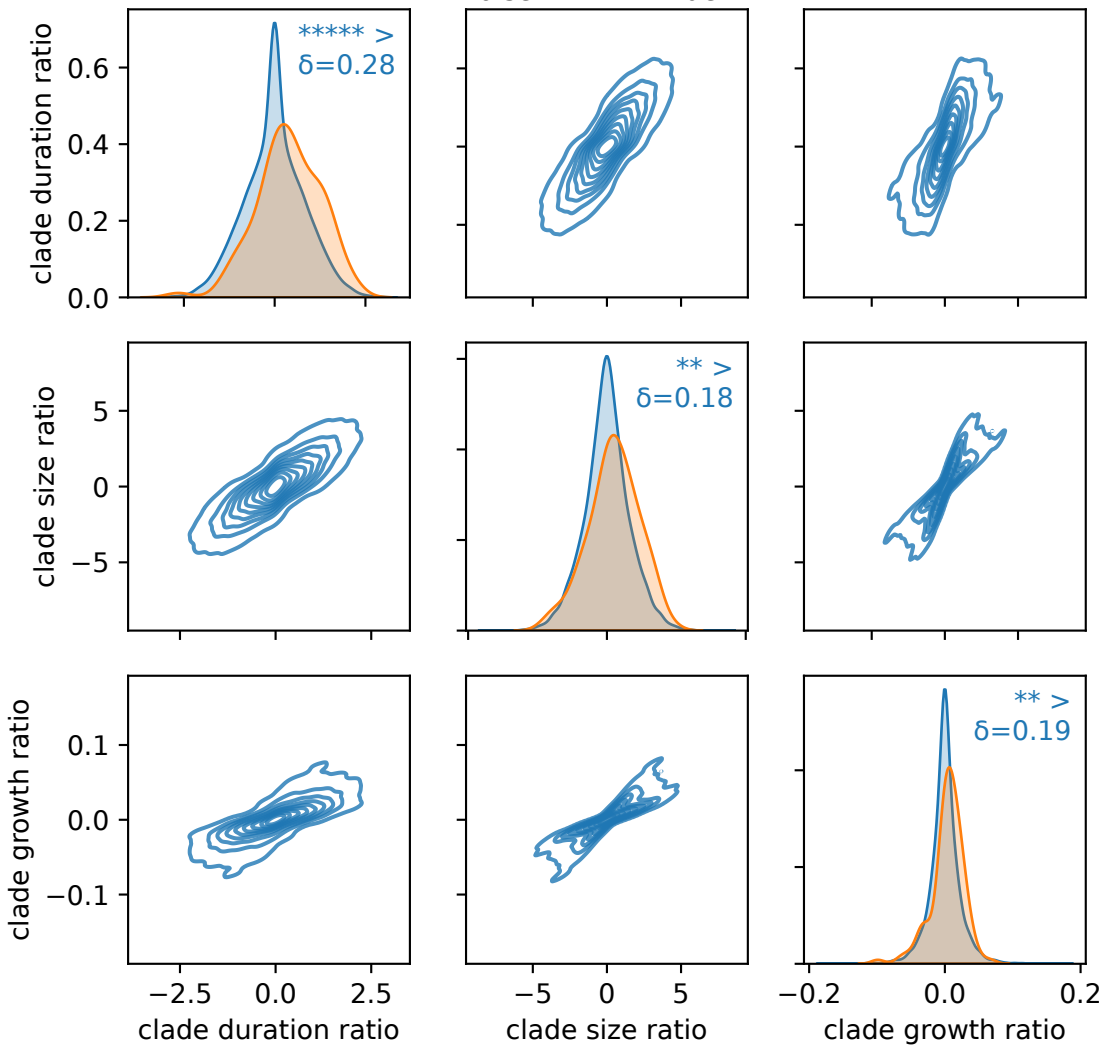 ***** >
δ=0.28
clade duration ratio
0.6
0.4
0.2
0.0
** >
δ=0.18
clade size ratio
5
0
−5
** >
δ=0.19
clade growth ratio
0.1
0.0
−0.1
−2.5 0.0 2.5
−5 0 5
−0.2 0.0 0.2
clade duration ratio
clade size ratio
clade growth ratio